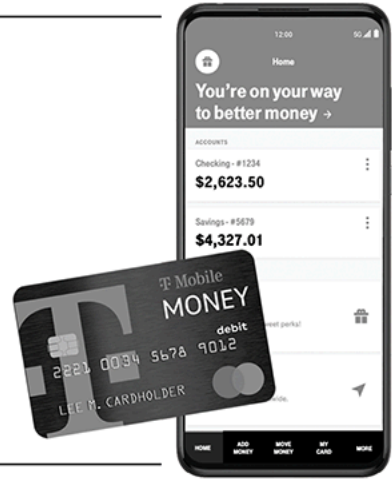 12:00
5G
Home
You're on your way
to better money →
ACCOUNTS
Checking - #1234
$2,623.50
Savings - #5679
$4,327.01
T Mobile
MONEY
debit
2221 0034 5678 9012
LEE M. CARDHOLDER
sweet perks!
HOME
ADD
MONEY
MOVE
MONEY
MY
CARD
MORE